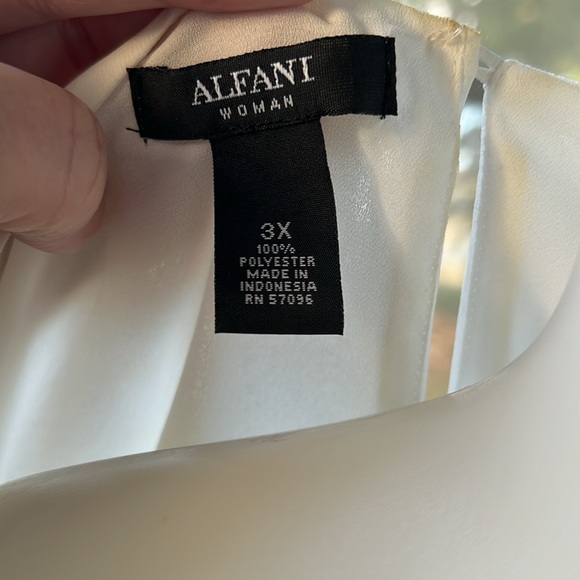 ALFANI
WOMAN
3X
100%
POLYESTER
MADE IN
INDONESIA
RN 57096